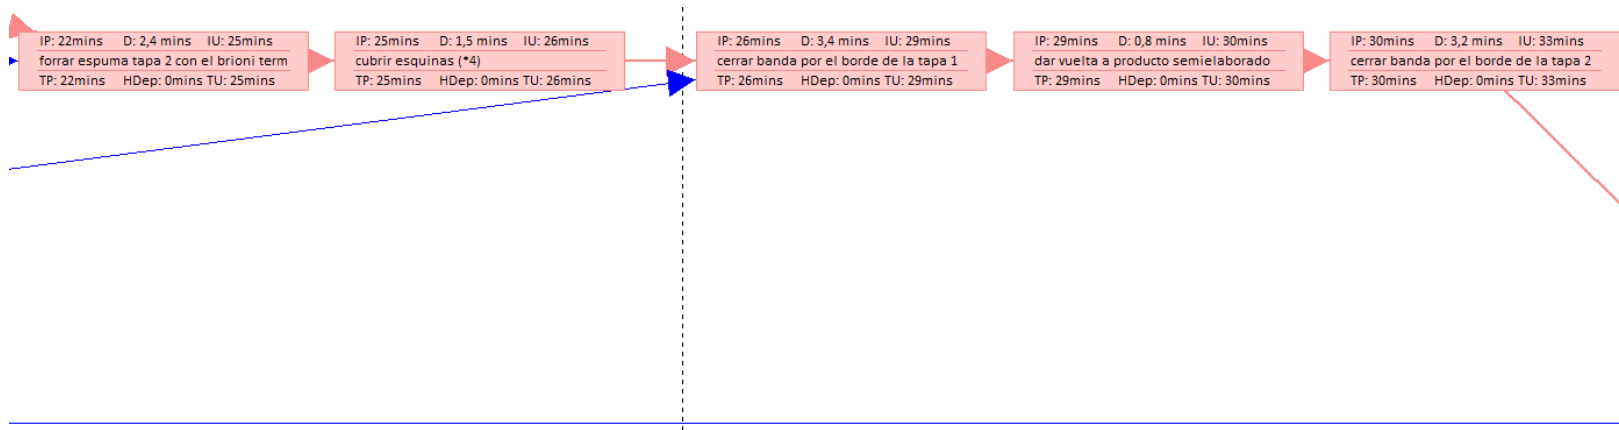 IP: 22mins D: 2,4 mins IU: 25mins
forrar espuma tapa 2 con el brioni term
TP: 22mins HDep: 0mins TU: 25mins
IP: 25mins D: 1,5 mins IU: 26mins
cubrir esquinas (*4)
TP: 25mins HDep: 0mins TU: 26mins
IP: 26mins D: 3,4 mins IU: 29mins
cerrar banda por el borde de la tapa 1
TP: 26mins HDep: 0mins TU: 29mins
IP: 29mins D: 0,8 mins IU: 30mins
dar vuelta a producto semielaborado
TP: 29mins HDep: 0mins TU: 30mins
IP: 30mins D: 3,2 mins IU: 33mins
cerrar banda por el borde de la tapa 2
TP: 30mins HDep: 0mins TU: 33mins